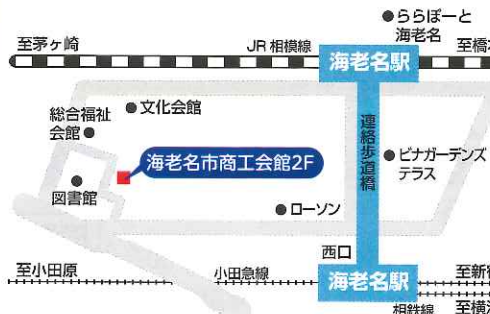 ららぽーと
海老名
至茅ヶ崎
JR相模線
海老名駅
至橋本
総合福祉
会館
文化会館
海老名市商工会館2F
連絡歩道橋
ビナガーデンズ
テラス
図書館
ローソン
西口
至小田原
小田急線
海老名駅
至新
相鉄線
至横